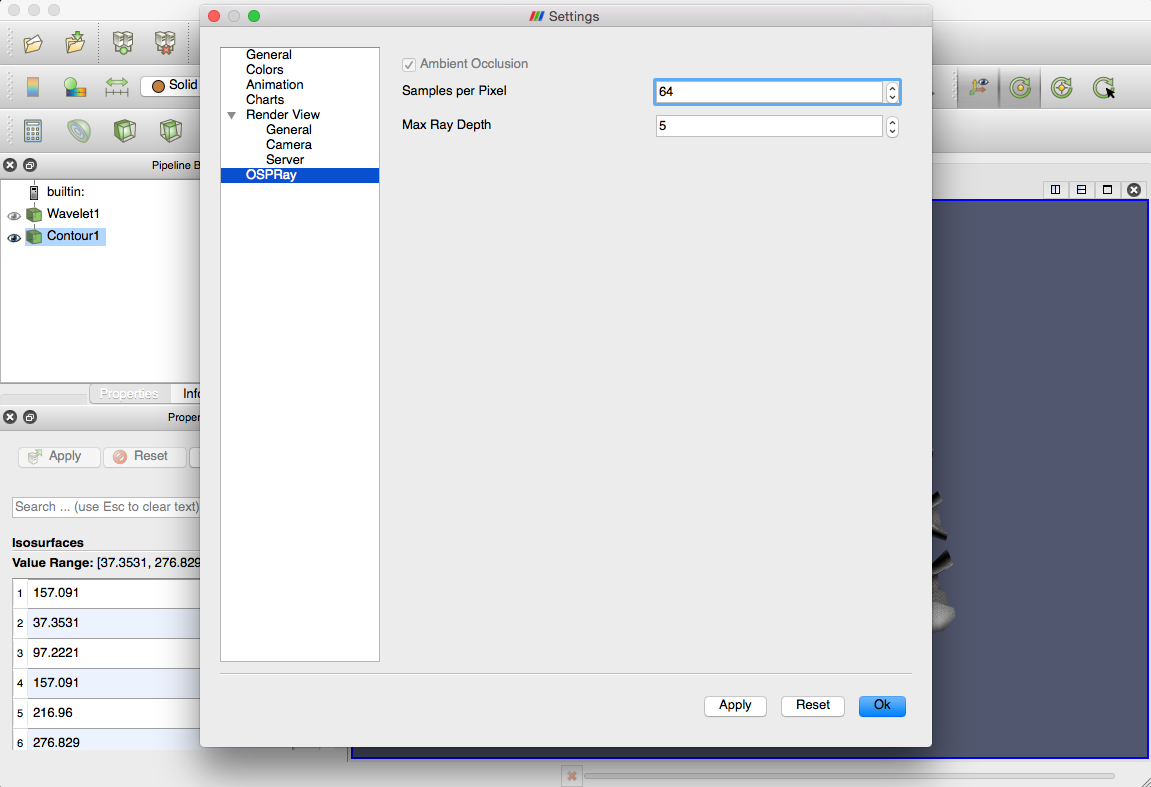 Settings
General
Colors
Animation
Charts
Render View
General
Camera
Server
OSPRay
Ambient Occlusion
Samples per Pixel
64
Max Ray Depth
5
Apply
Reset
Ok
Solid
Pipeline B
builtin:
Wavelet1
Contour1
Properties
Info
Proper
Apply
Reset
Search ... (use Esc to clear text)
Isosurfaces
Value Range: [37.3531, 276.829
1 157.091
2 37.3531
3 97.2221
4 157.091
5 216.96
6 276.829